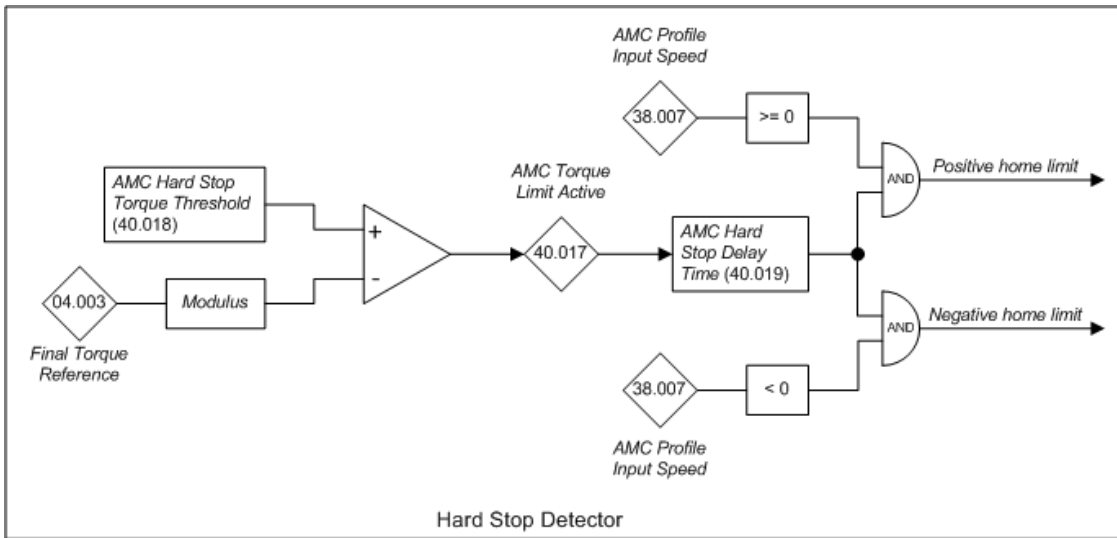 AMC Profile
Input Speed
38.007
>= 0
AMC Hard Stop
Torque Threshold
(40.018)
+
-
AMC Torque
Limit Active
40.017
AMC Hard
Stop Delay
Time (40.019)
AND
Positive home limit
04.003
Modulus
Final Torque
Reference
AND
Negative home limit
38.007
< 0
AMC Profile
Input Speed
Hard Stop Detector